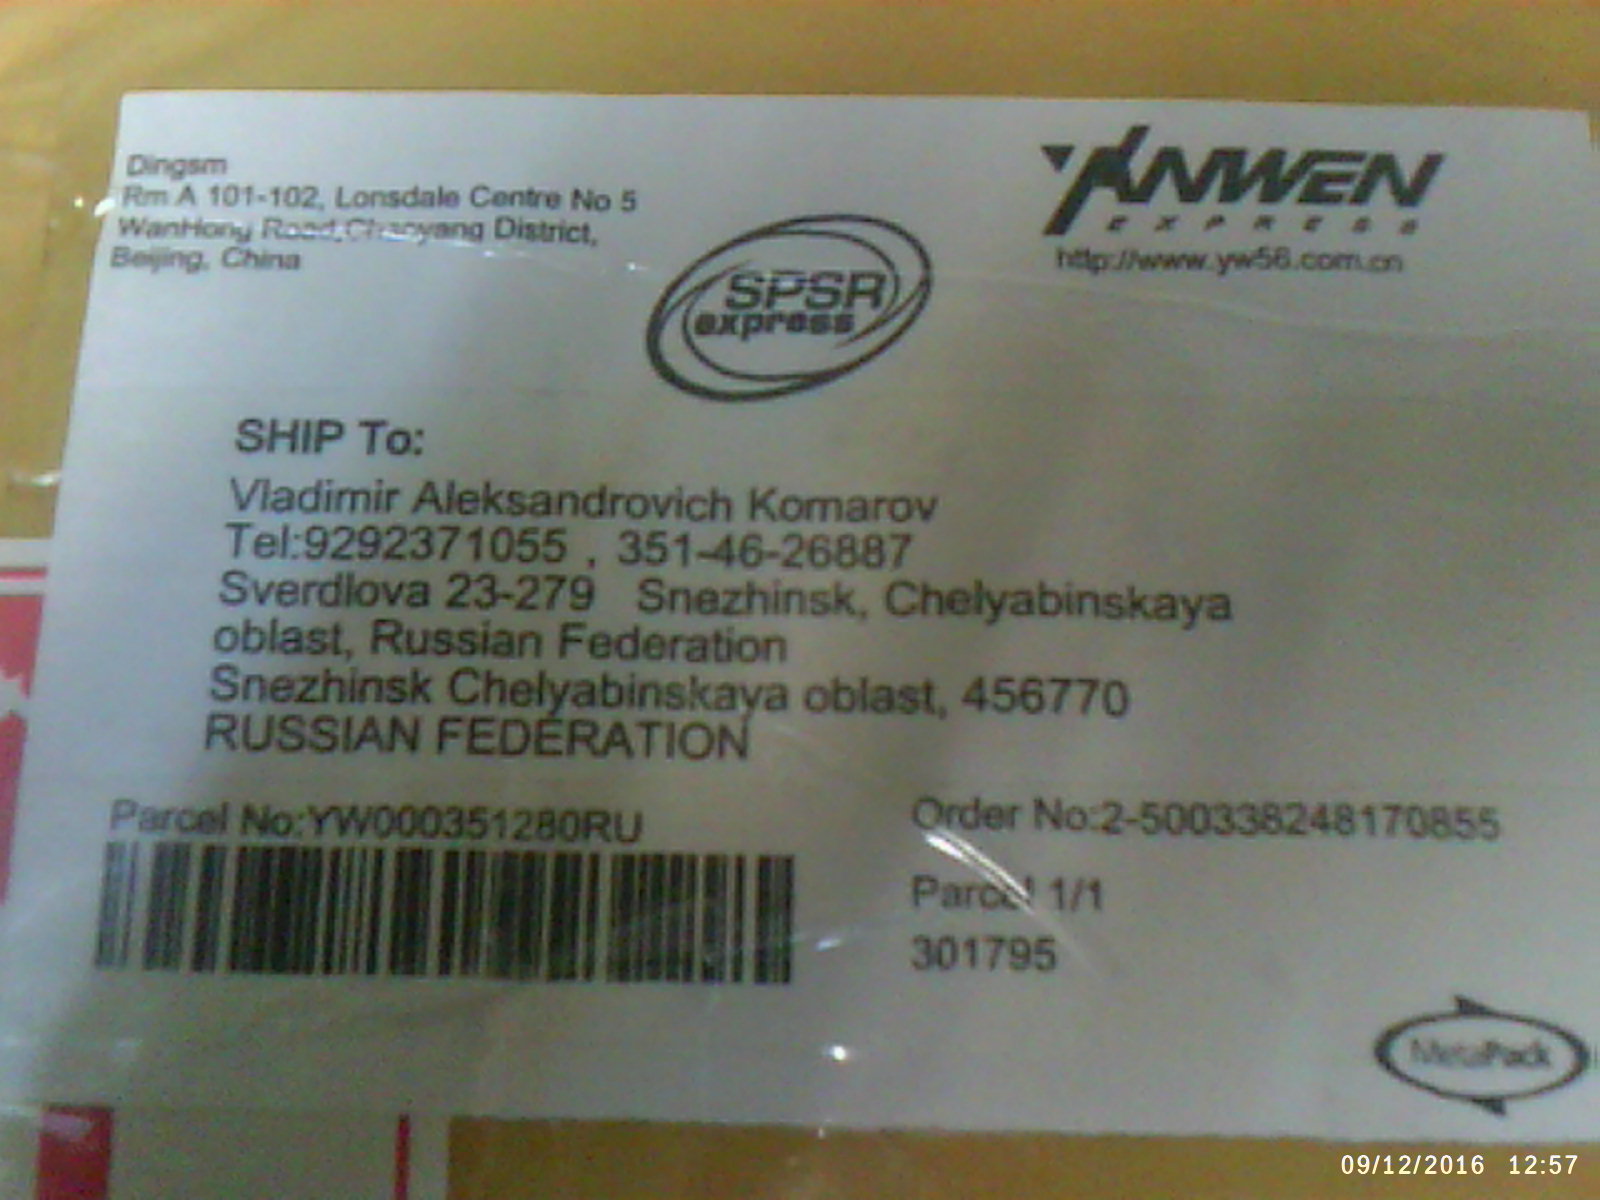 Dingsm
Rm A 101-102, Lonsdale Centre No 5
WanHong Road,Chaoyang District,
Beijing, China
YANWEN
EXPRESS
http://www.yw56.com.cn
SPSR
express
SHIP To:
Vladimir Aleksandrovich Komarov
Tel:9292371055 , 351-46-26887
Sverdlova 23-279 Snezhinsk, Chelyabinskaya
oblast, Russian Federation
Snezhinsk Chelyabinskaya oblast, 456770
RUSSIAN FEDERATION
Parcel No:YW000351280RU
Order No:2-500338248170855
Parcel 1/1
301795
MetaPack
09/12/2016 12:57